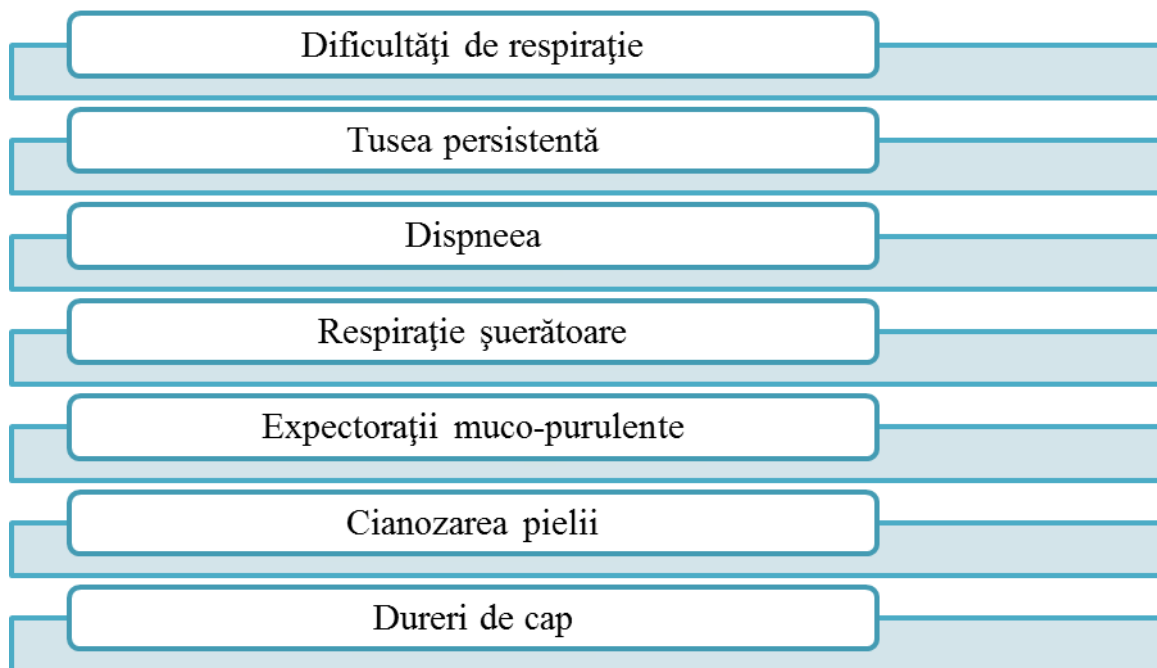 Dificultăţi de respiraţie
Tusea persistentă
Dispneea
Respiraţie şuerătoare
Expectoraţii muco-purulente
Cianozarea pielii
Dureri de cap